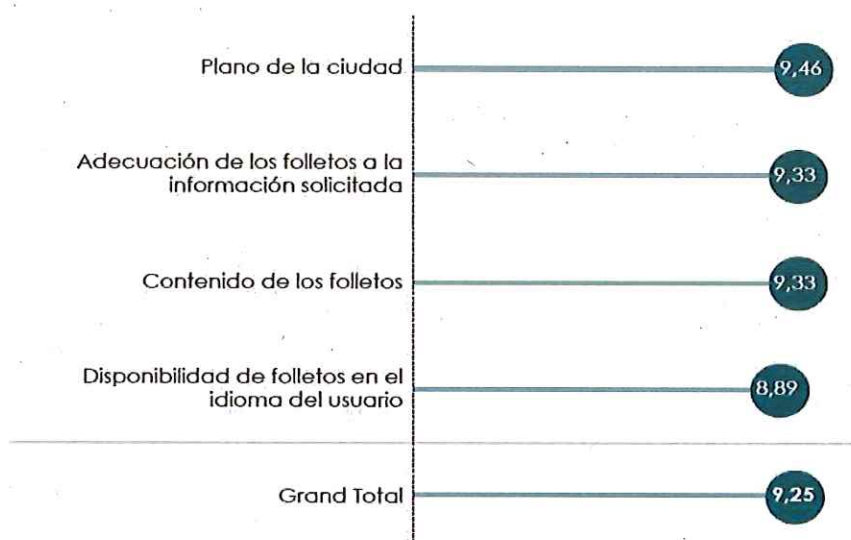 Plano de la ciudad
9,46
Adecuación de los folletos a la
información solicitada
9,33
Contenido de los folletos
9,33
Disponibilidad de folletos en el
idioma del usuario
8,89
Grand Total
9,25